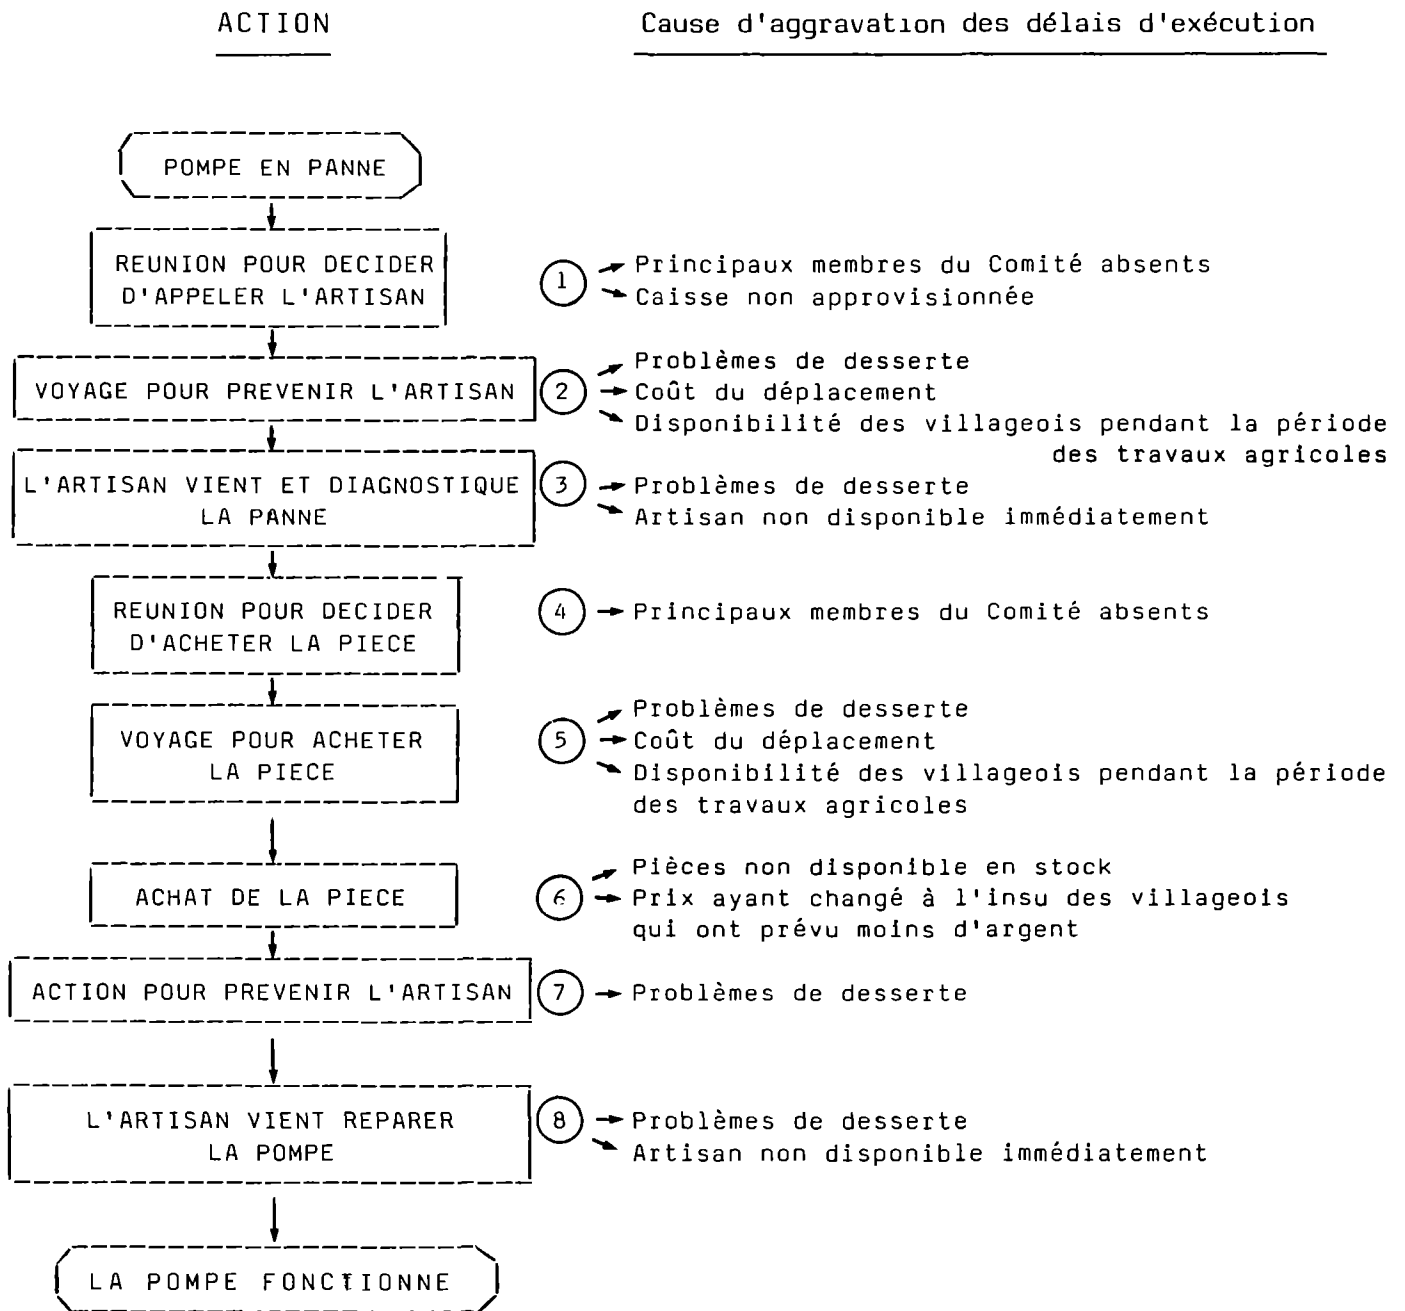 ACTION
Cause d'aggravation des délais d'exécution
POMPE EN PANNE
REUNION POUR DECIDER
D'APPELER L'ARTISAN
1
Principaux membres du Comité absents
Caisse non approvisionnée
VOYAGE POUR PREVENIR L'ARTISAN
2
Problèmes de desserte
Coût du déplacement
Disponibilité des villageois pendant la période
des travaux agricoles
L'ARTISAN VIENT ET DIAGNOSTIQUE
LA PANNE
3
Problèmes de desserte
Artisan non disponible immédiatement
REUNION POUR DECIDER
D'ACHETER LA PIECE
4
Principaux membres du Comité absents
VOYAGE POUR ACHETER
LA PIECE
5
Problèmes de desserte
Coût du déplacement
Disponibilité des villageois pendant la période
des travaux agricoles
ACHAT DE LA PIECE
6
Pièces non disponible en stock
Prix ayant changé à l'insu des villageois
qui ont prévu moins d'argent
ACTION POUR PREVENIR L'ARTISAN
7
Problèmes de desserte
L'ARTISAN VIENT REPARER
LA POMPE
8
Problèmes de desserte
Artisan non disponible immédiatement
LA POMPE FONCTIONNE